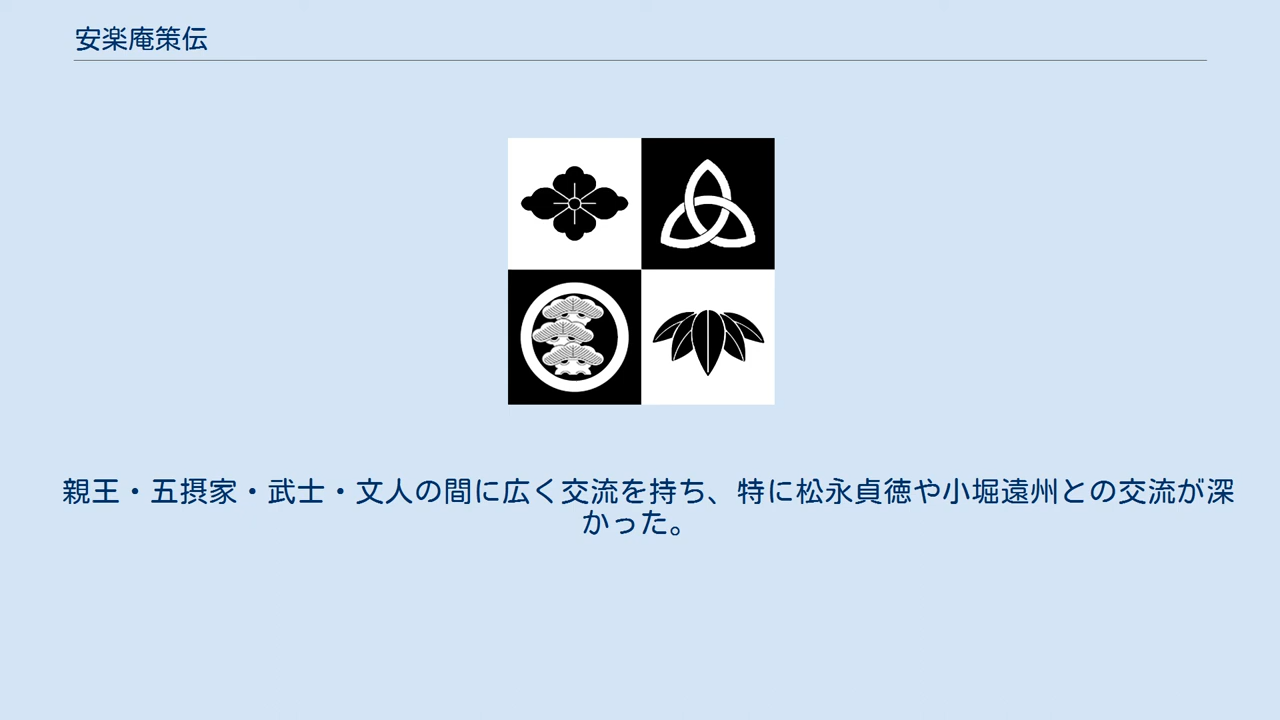 安楽庵策伝
親王・五摂家・武士・文人の間に広く交流を持ち、特に松永貞徳や小堀遠州との交流が深
かった。